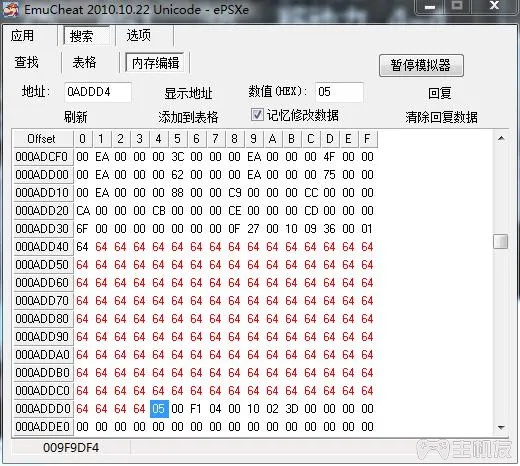 EmuCheat 2010.10.22 Unicode - ePSXe
应用 搜索 选项
查找 表格 内存编辑 暂停模拟器
地址: 0ADDD4 显示地址 数值(HEX): 05 回复
刷新 添加到表格 记忆修改数据 清除回复数据
Offset 0 1 2 3 4 5 6 7 8 9 A B C D E F
000ADCF0 00 EA 00 00 00 3C 00 00 00 EA 00 00 00 4F 00 00
000ADD00 00 EA 00 00 00 62 00 00 00 EA 00 00 00 75 00 00
000ADD10 00 EA 00 00 00 88 00 00 C9 00 00 00 CC 00 00 00
000ADD20 CA 00 00 00 CB 00 00 00 CE 00 00 00 CD 00 00 00
000ADD30 6F 00 00 00 00 00 00 00 0F 27 00 10 09 36 00 01
000ADD40 64 64 64 64 64 64 64 64 64 64 64 64 64 64 64 64
000ADD50 64 64 64 64 64 64 64 64 64 64 64 64 64 64 64 64
000ADD60 64 64 64 64 64 64 64 64 64 64 64 64 64 64 64 64
000ADD70 64 64 64 64 64 64 64 64 64 64 64 64 64 64 64 64
000ADD80 64 64 64 64 64 64 64 64 64 64 64 64 64 64 64 64
000ADD90 64 64 64 64 64 64 64 64 64 64 64 64 64 64 64 64
000ADDA0 64 64 64 64 64 64 64 64 64 64 64 64 64 64 64 64
000ADDB0 64 64 64 64 64 64 64 64 64 64 64 64 64 64 64 64
000ADDC0 64 64 64 64 64 64 64 64 64 64 64 64 64 64 64 64
000ADDD0 64 64 64 64 05 00 F1 04 00 10 02 3D 00 00 00 00
000ADDE0 00 00 00 00 00 00 00 00 00 00 00 00 00 00 00 00
009F9DF4
主机友